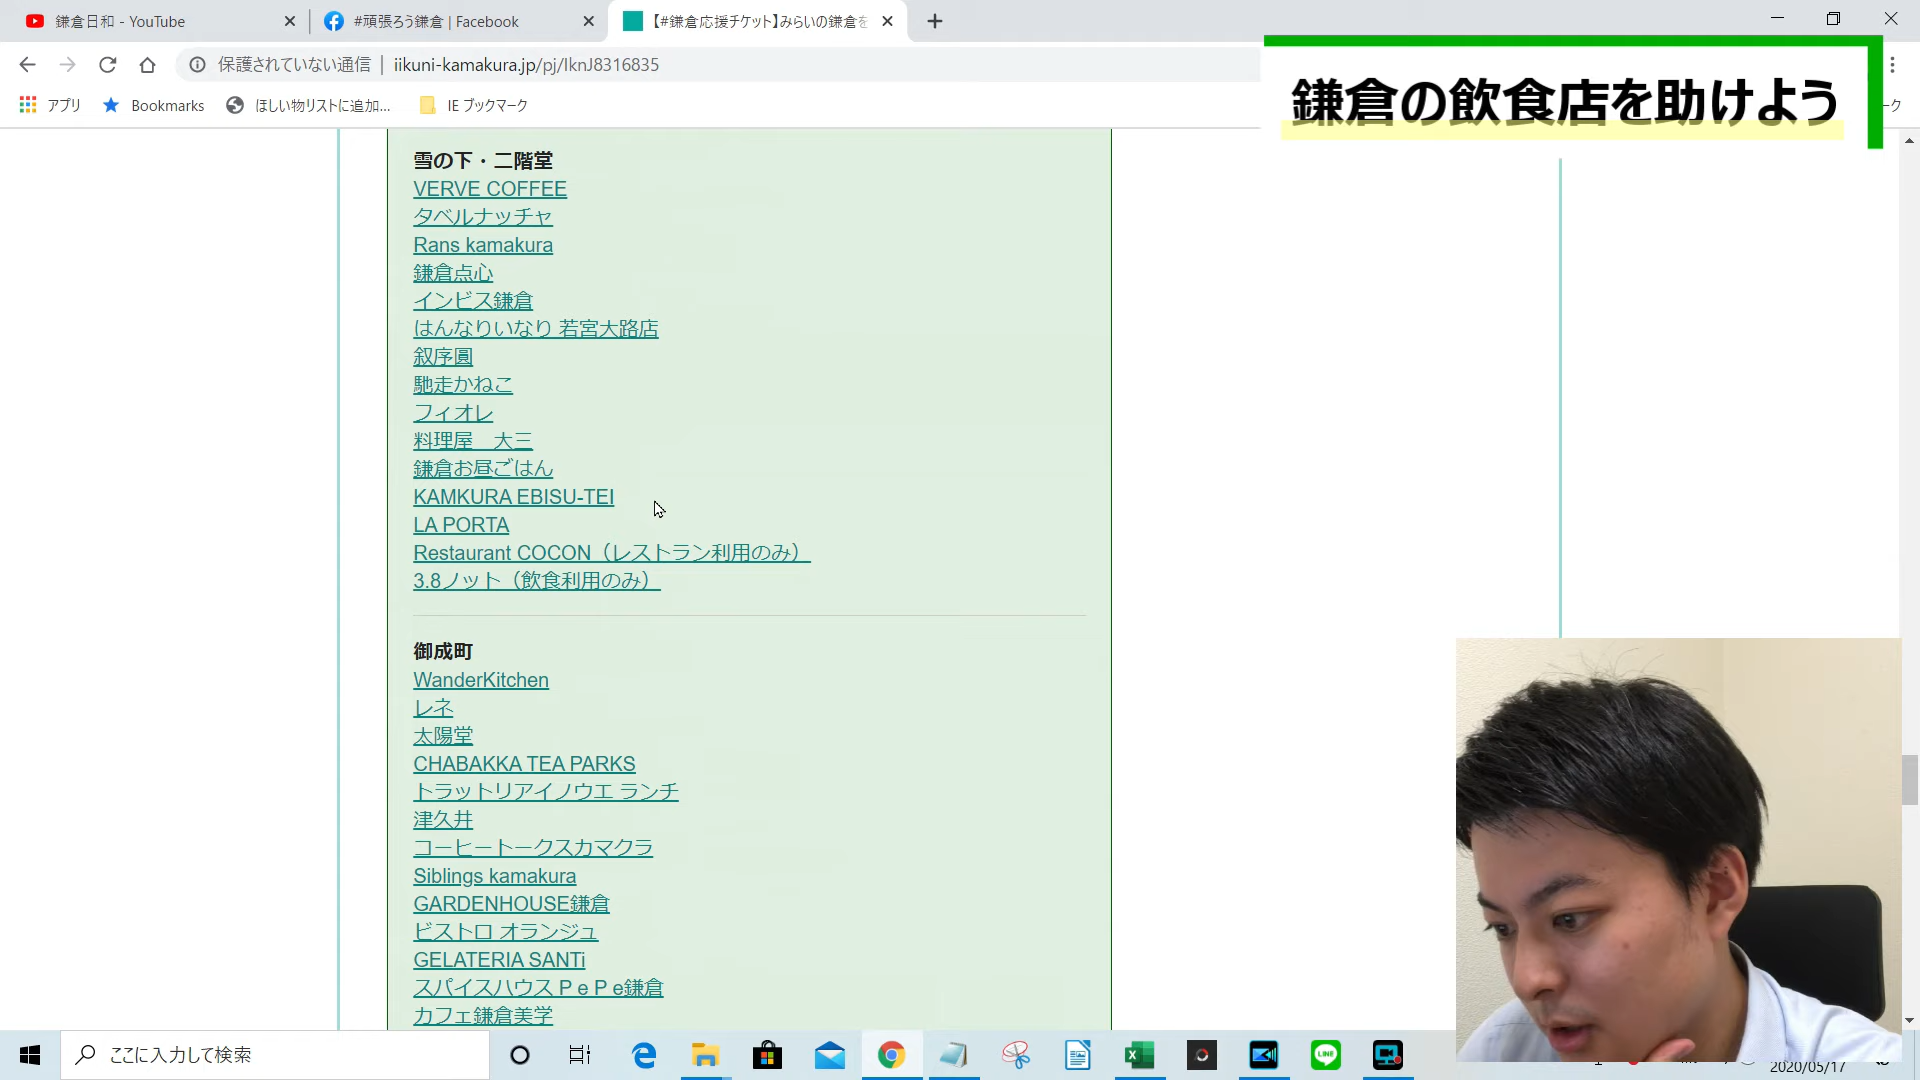 鎌倉日和 - YouTube
#頑張ろう鎌倉 | Facebook
【#鎌倉応援チケット】みらいの鎌倉を
保護されていない通信 | iikuni-kamakura.jp/pj/IknJ8316835
アプリ
Bookmarks
ほしい物リストに追加...
IE ブックマーク
鎌倉の飲食店を助けよう
ーク
雪の下・二階堂
VERVE COFFEE
タベルナッチャ
Rans kamakura
鎌倉点心
インビス鎌倉
はんなりいなり 若宮大路店
叙序圓
馳走かねこ
フィオレ
料理屋　大三
鎌倉お昼ごはん
KAMKURA EBISU-TEI
LA PORTA
Restaurant COCON（レストラン利用のみ）
3.8ノット（飲食利用のみ）
御成町
WanderKitchen
レネ
太陽堂
CHABAKKA TEA PARKS
トラットリアイノウエ ランチ
津久井
コーヒートークスカマクラ
Siblings kamakura
GARDENHOUSE鎌倉
ビストロ オランジュ
GELATERIA SANTi
スパイスハウス P e P e鎌倉
カフェ鎌倉美学
ここに入力して検索
LINE
2020/05/17